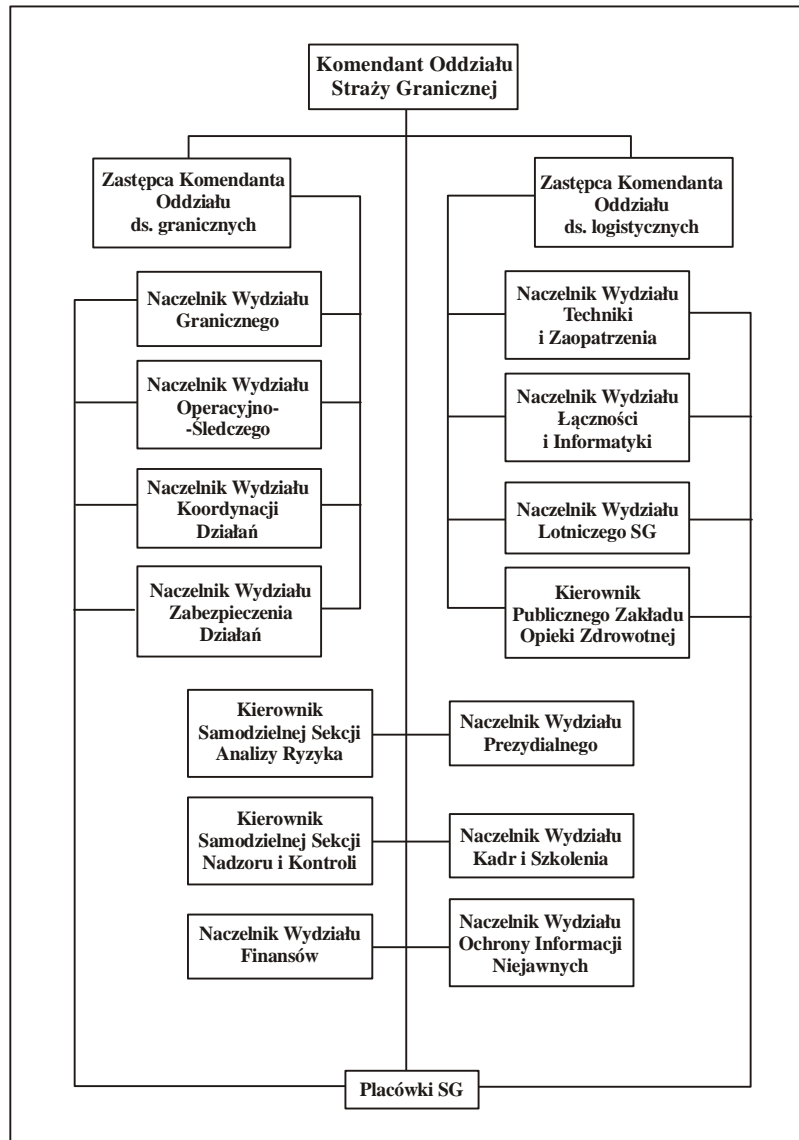 Komendant Oddziału
Straży Granicznej
Zastępca Komendanta
Oddziału
ds. granicznych
Zastępca Komendanta
Oddziału
ds. logistycznych
Naczelnik Wydziału
Granicznego
Naczelnik Wydziału
Techniki
i Zaopatrzenia
Naczelnik Wydziału
Operacyjno-
-Śledczego
Naczelnik Wydziału
Łączności
i Informatyki
Naczelnik Wydziału
Koordynacji
Działań
Naczelnik Wydziału
Lotniczego SG
Naczelnik Wydziału
Zabezpieczenia
Działań
Kierownik
Publicznego Zakładu
Opieki Zdrowotnej
Kierownik
Samodzielnej Sekcji
Analizy Ryzyka
Naczelnik Wydziału
Prezydialnego
Kierownik
Samodzielnej Sekcji
Nadzoru i Kontroli
Naczelnik Wydziału
Kadr i Szkolenia
Naczelnik Wydziału
Finansów
Naczelnik Wydziału
Ochrony Informacji
Niejawnych
Placówki SG